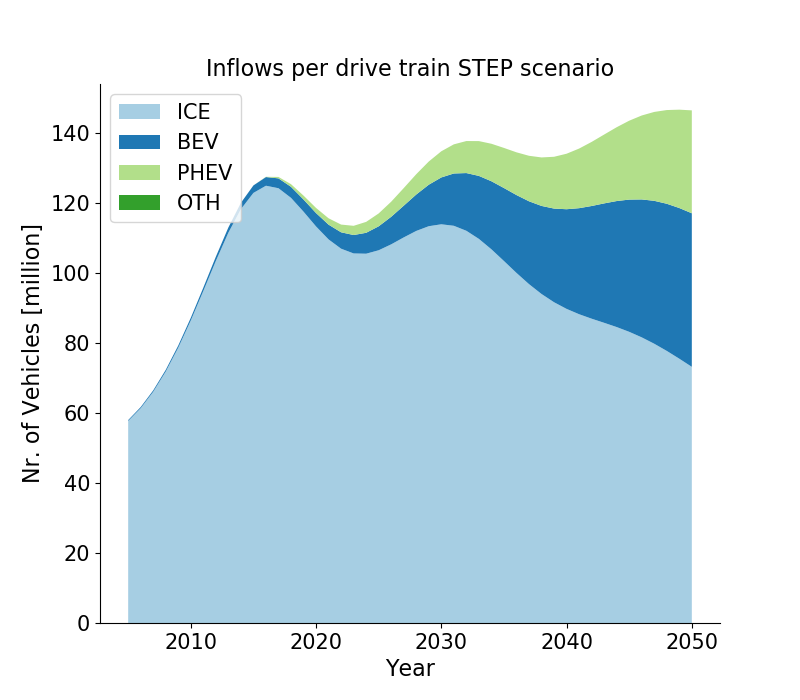 Inflows per drive train STEP scenario
ICE
BEV
PHEV
OTH
Nr. of Vehicles [million]
140
120
100
80
60
40
20
0
2010 2020 2030 2040 2050
Year